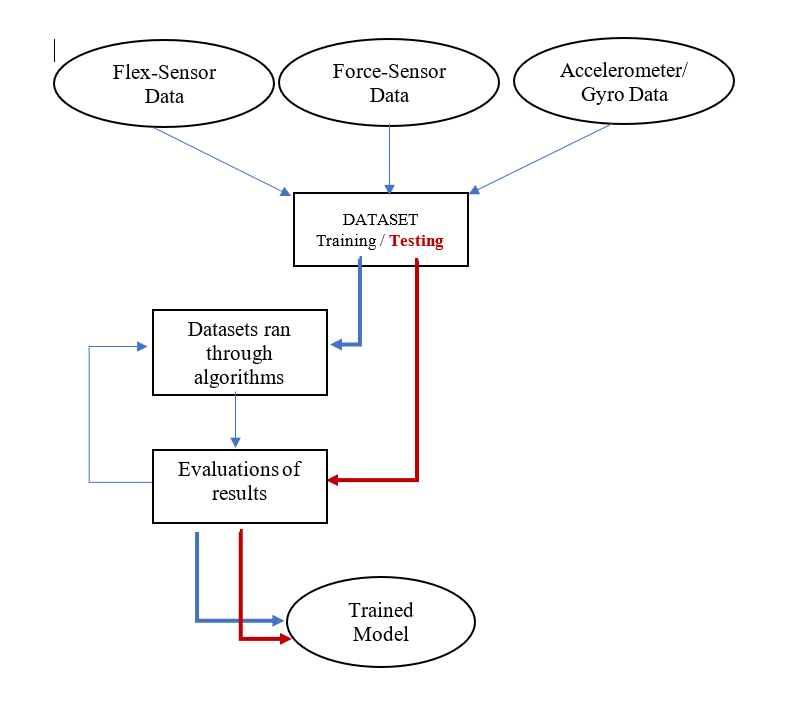 Flex-Sensor
Data
Force-Sensor
Data
Accelerometer/
Gyro Data
DATASET
Training / Testing
Datasets ran
through
algorithms
Evaluations of
results
Trained
Model